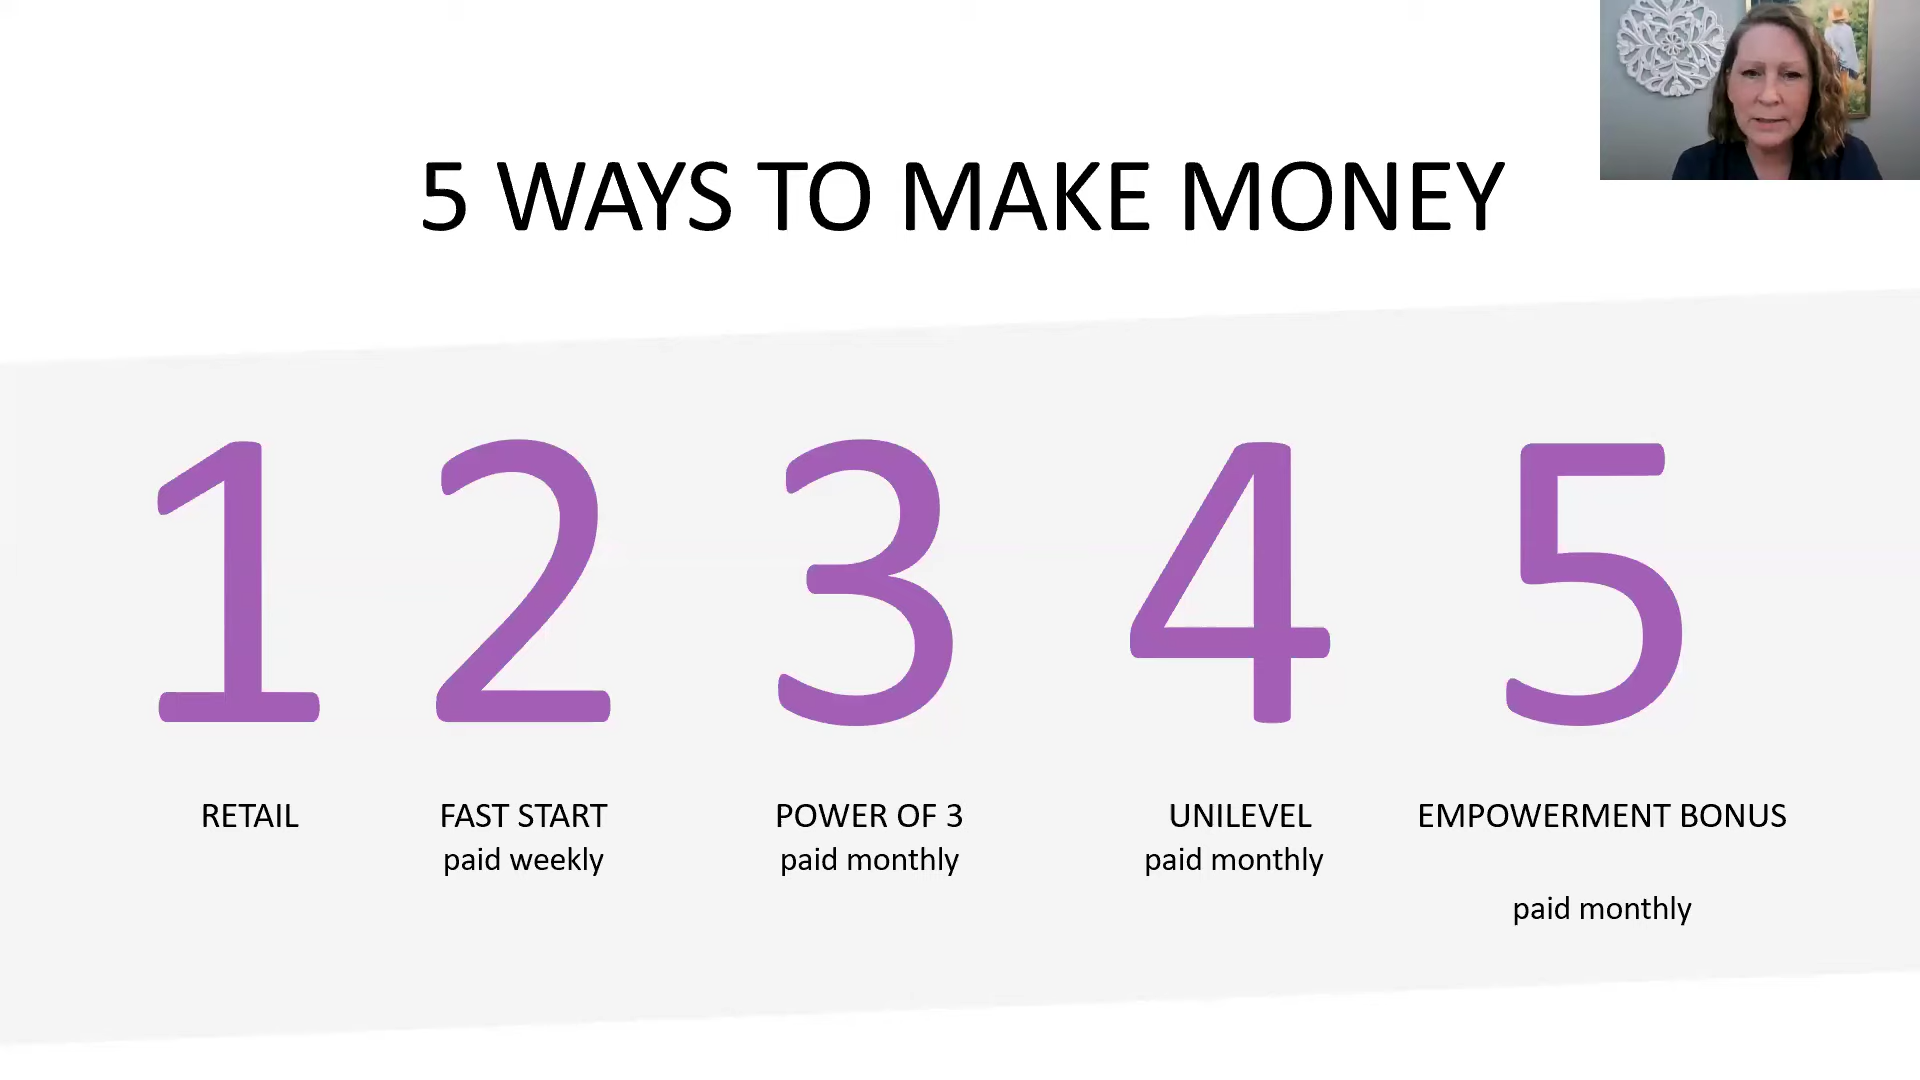 5 WAYS TO MAKE MONEY
1 2 3 4 5
RETAIL
FAST START
paid weekly
POWER OF 3
paid monthly
UNILEVEL
paid monthly
EMPOWERMENT BONUS
paid monthly